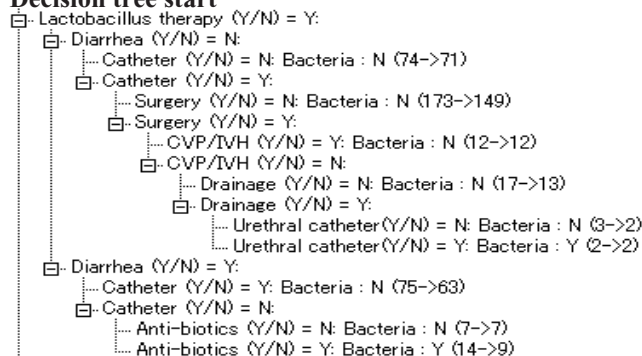 Decision tree start
Lactobacillus therapy (Y/N) = Y:
Diarrhea (Y/N) = N:
Catheter (Y/N) = N: Bacteria : N (74->71)
Catheter (Y/N) = Y:
Surgery (Y/N) = N: Bacteria : N (173->149)
Surgery (Y/N) = Y:
CVP/IVH (Y/N) = Y: Bacteria : N (12->12)
CVP/IVH (Y/N) = N:
Drainage (Y/N) = N: Bacteria : N (17->13)
Drainage (Y/N) = Y:
Urethral catheter(Y/N) = N: Bacteria : N (3->2)
Urethral catheter(Y/N) = Y: Bacteria : Y (2->2)
Diarrhea (Y/N) = Y:
Catheter (Y/N) = Y: Bacteria : N (75->63)
Catheter (Y/N) = N:
Anti-biotics (Y/N) = N: Bacteria : N (7->7)
Anti-biotics (Y/N) = Y: Bacteria : Y (14->9)